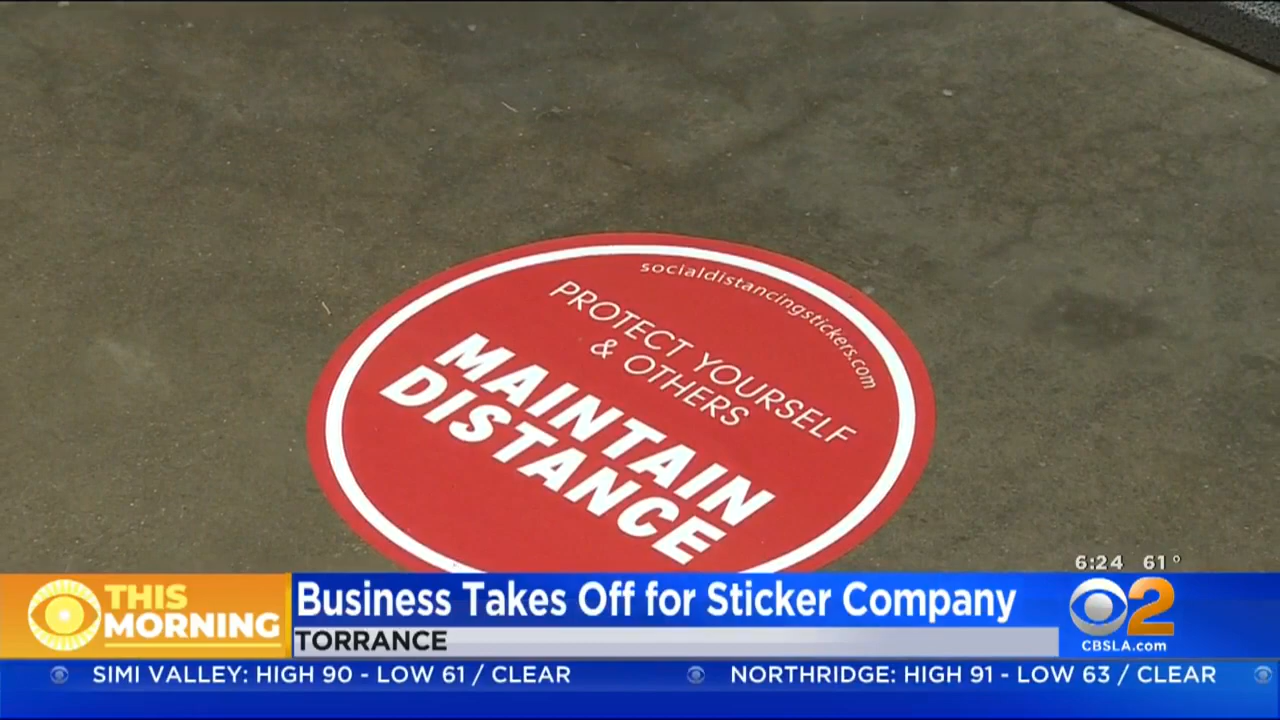 socialdistancingstickers.com
PROTECT YOURSELF
& OTHERS
MAINTAIN
DISTANCE
6:24 61°
THIS
MORNING
Business Takes Off for Sticker Company
TORRANCE
2
CBSLA.com
SIMI VALLEY: HIGH 90 - LOW 61 / CLEAR
NORTHRIDGE: HIGH 91 - LOW 63 / CLEAR